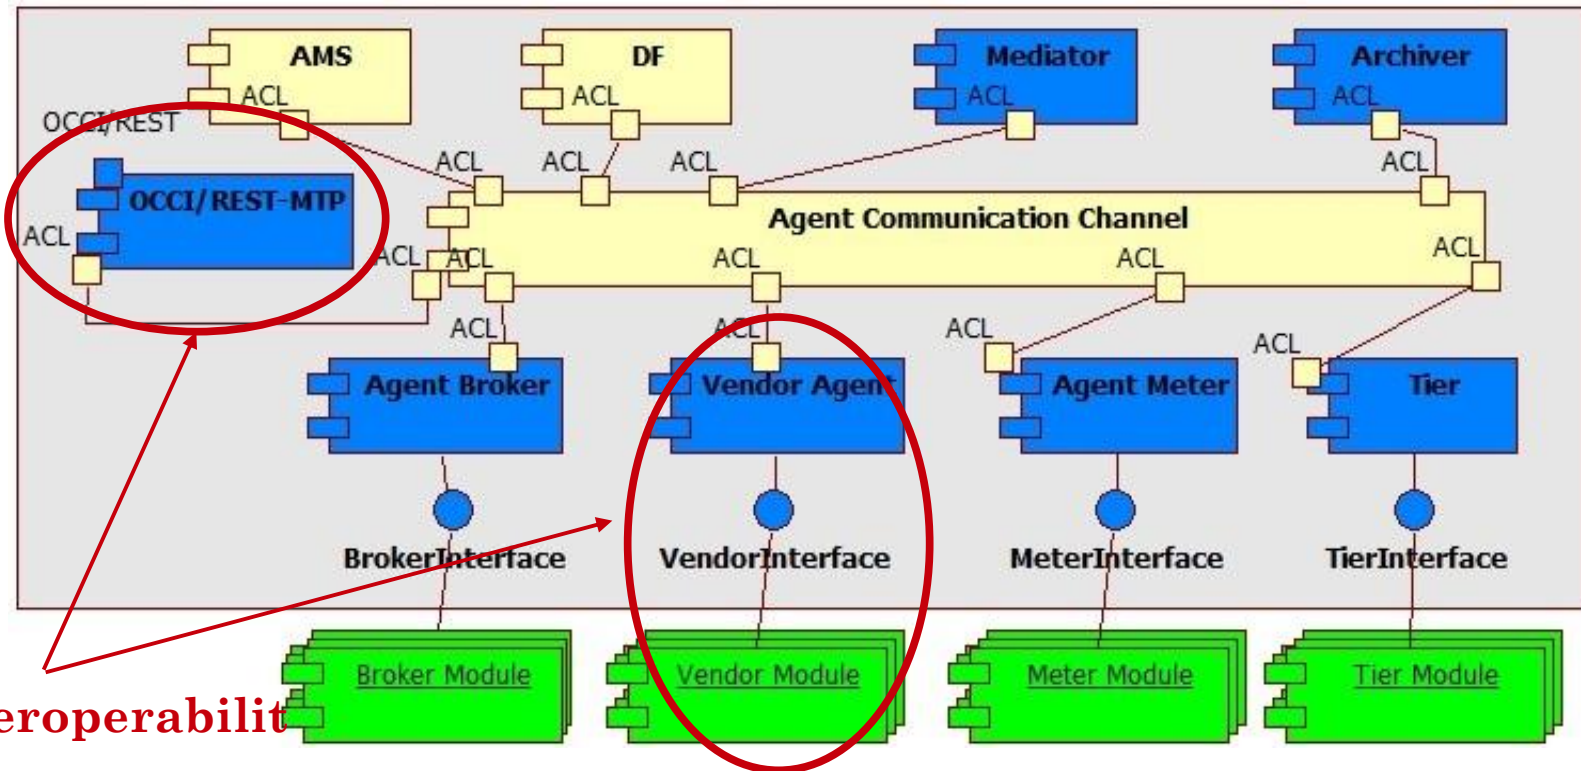 AMS
DF
Mediator
Archiver
ACL
ACL
ACL
ACL
OCCI/REST
ACL
ACL
ACL
ACL
OCCI/REST-MTP
Agent Communication Channel
ACL
ACL
ACL
ACL
ACL
ACL
ACL
ACL
ACL
ACL
Agent Broker
Vendor Agent
Agent Meter
Tier
BrokerInterface
VendorInterface
MeterInterface
TierInterface
Broker Module
Vendor Module
Meter Module
Tier Module
eroperabilit